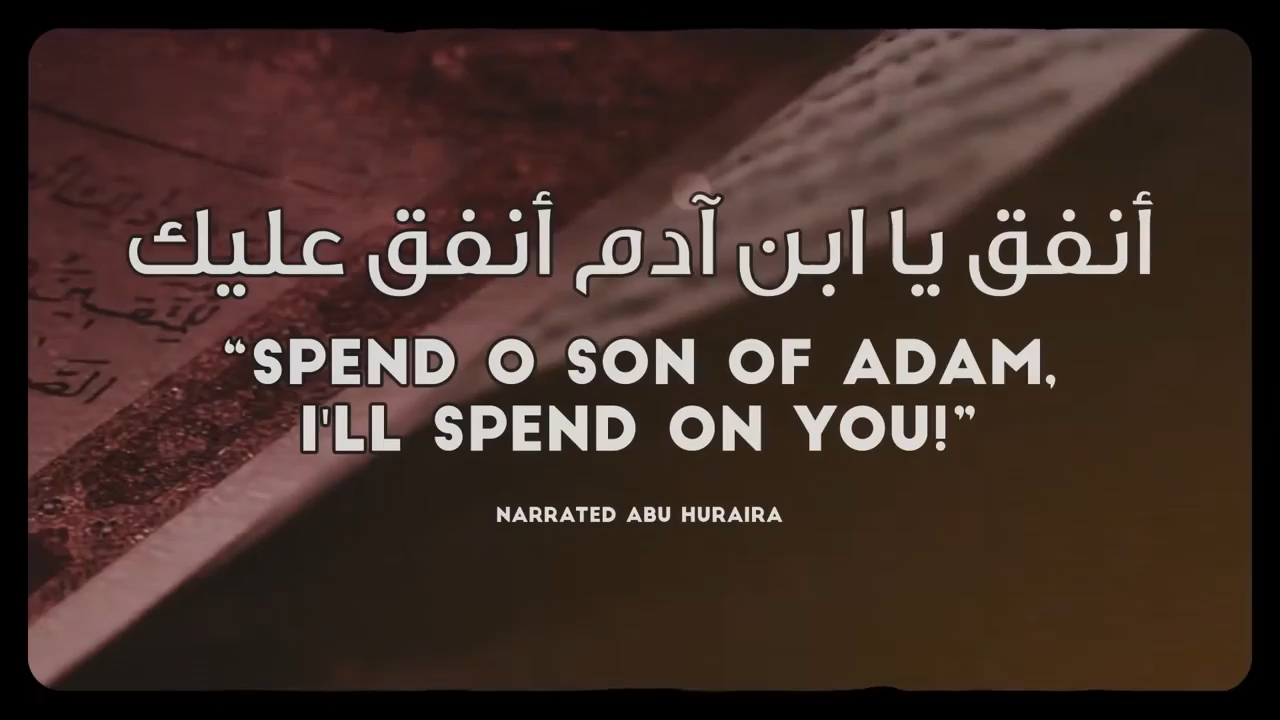 أنفق يا ابن آدم أنفق عليك
“SPEND O SON OF ADAM,
I'LL SPEND ON YOU!”
NARRATED ABU HURAIRA